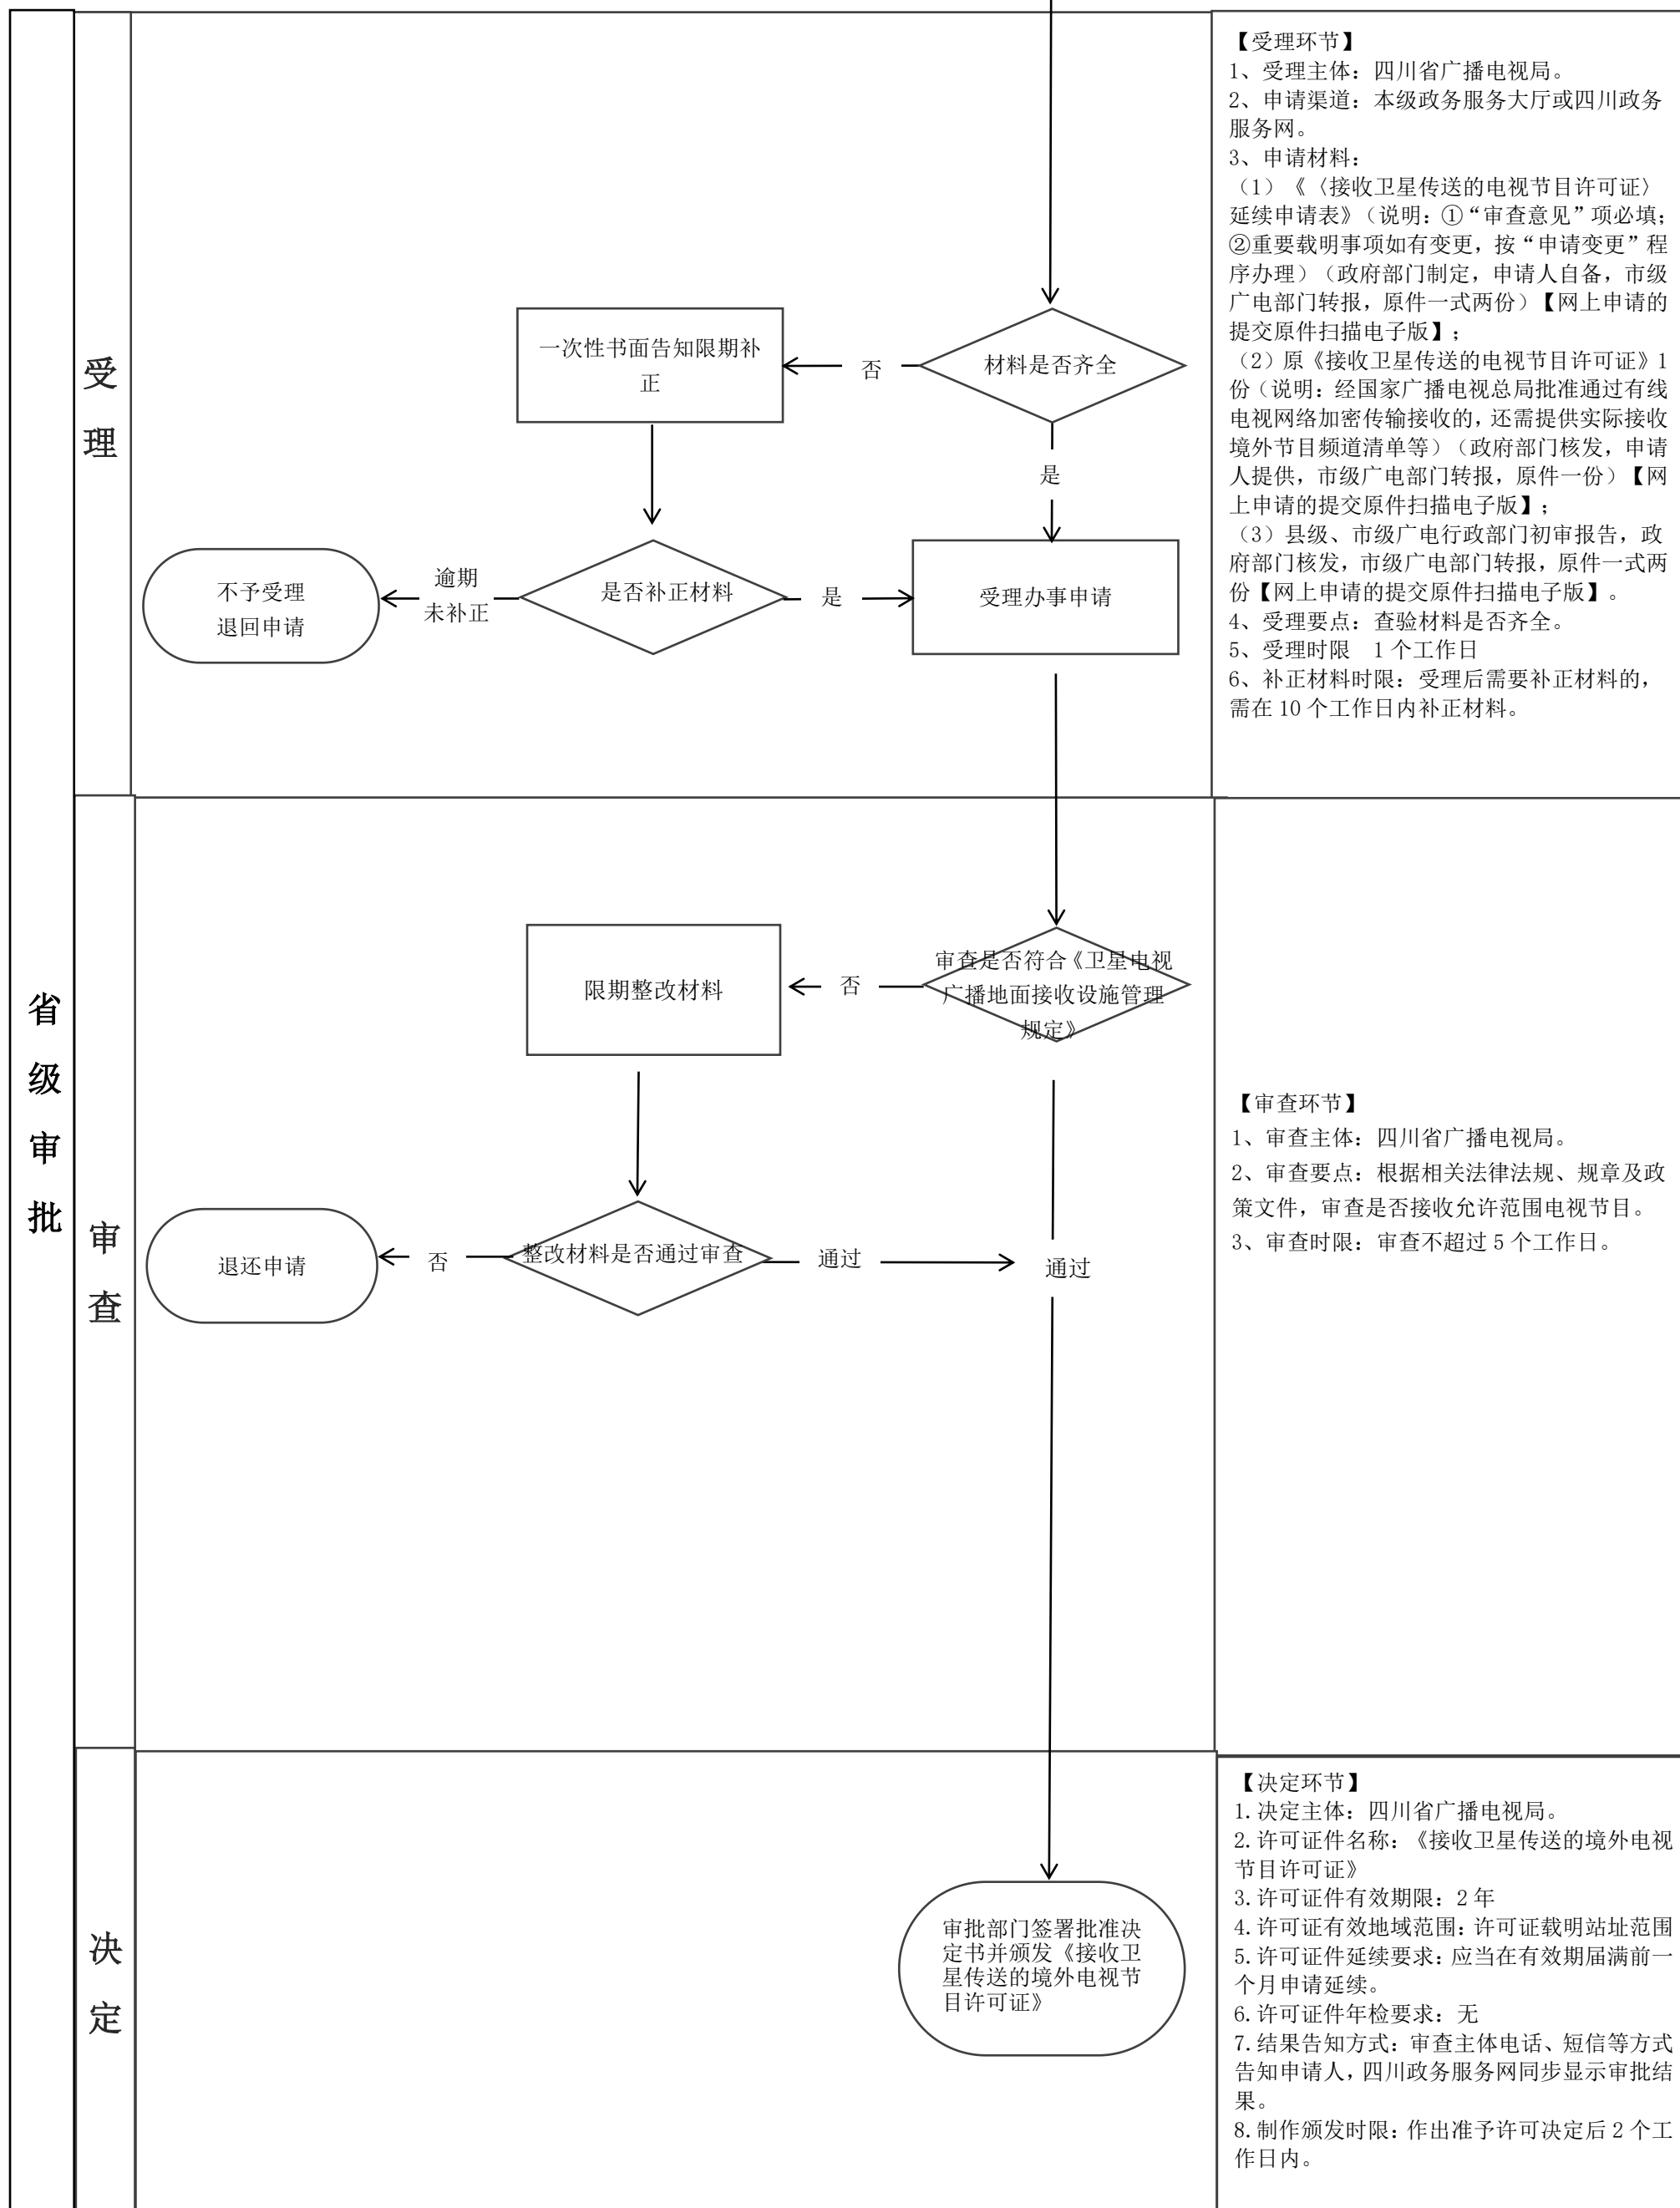 省
级
审
批
受
理
一次性书面告知限期补
正
否
材料是否齐全
是
不予受理
退回申请
逾期
未补正
是否补正材料
是
受理办事申请
【受理环节】
1、受理主体：四川省广播电视局。
2、申请渠道：本级政务服务大厅或四川政务
服务网。
3、申请材料：
（1）《〈接收卫星传送的电视节目许可证〉
延续申请表》（说明：①“审查意见”项必填；
②重要载明事项如有变更，按“申请变更”程
序办理）（政府部门制定，申请人自备，市级
广电部门转报，原件一式两份）【网上申请的
提交原件扫描电子版】；
（2）原《接收卫星传送的电视节目许可证》1
份（说明：经国家广播电视总局批准通过有线
电视网络加密传输接收的，还需提供实际接收
境外节目频道清单等）（政府部门核发，申请
人提供，市级广电部门转报，原件一份）【网
上申请的提交原件扫描电子版】；
（3）县级、市级广电行政部门初审报告，政
府部门核发，市级广电部门转报，原件一式两
份【网上申请的提交原件扫描电子版】。
4、受理要点：查验材料是否齐全。
5、受理时限 1个工作日
6、补正材料时限：受理后需要补正材料的，
需在10个工作日内补正材料。
审
查
限期整改材料
否
审查是否符合《卫星电视
广播地面接收设施管理
规定》
退还申请
否
整改材料是否通过审查
通过
通过
【审查环节】
1、审查主体：四川省广播电视局。
2、审查要点：根据相关法律法规、规章及政
策文件，审查是否接收允许范围电视节目。
3、审查时限：审查不超过5个工作日。
决
定
审批部门签署批准决
定书并颁发《接收卫
星传送的境外电视节
目许可证》
【决定环节】
1.决定主体：四川省广播电视局。
2.许可证件名称：《接收卫星传送的境外电视
节目许可证》
3.许可证件有效期限：2年
4.许可证有效地域范围：许可证载明站址范围
5.许可证件延续要求：应当在有效期届满前一
个月申请延续。
6.许可证件年检要求：无
7.结果告知方式：审查主体电话、短信等方式
告知申请人，四川政务服务网同步显示审批结
果。
8.制作颁发时限：作出准予许可决定后2个工
作日内。